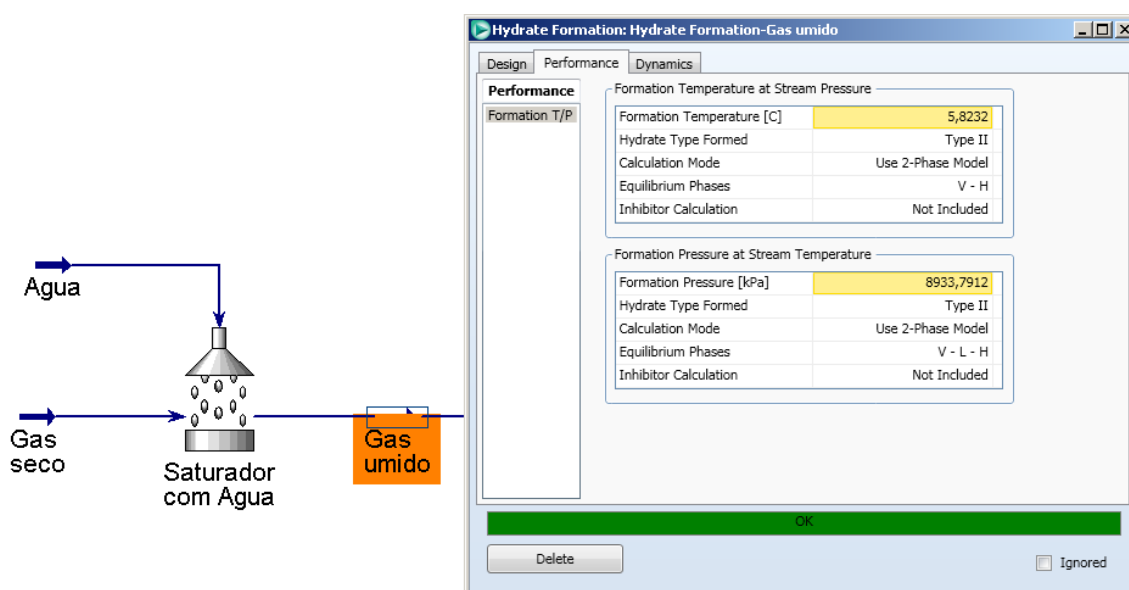 Hydrate Formation: Hydrate Formation-Gas umido
Design Performance Dynamics
Performance
Formation T/P
Formation Temperature at Stream Pressure
Formation Temperature [C] 5,8232
Hydrate Type Formed Type II
Calculation Mode Use 2-Phase Model
Equilibrium Phases V - H
Inhibitor Calculation Not Included
Formation Pressure at Stream Temperature
Formation Pressure [kPa] 8933,7912
Hydrate Type Formed Type II
Calculation Mode Use 2-Phase Model
Equilibrium Phases V - L - H
Inhibitor Calculation Not Included
OK
Delete
Ignored
Agua
Gas
seco
Saturador
com Agua
Gas
umido